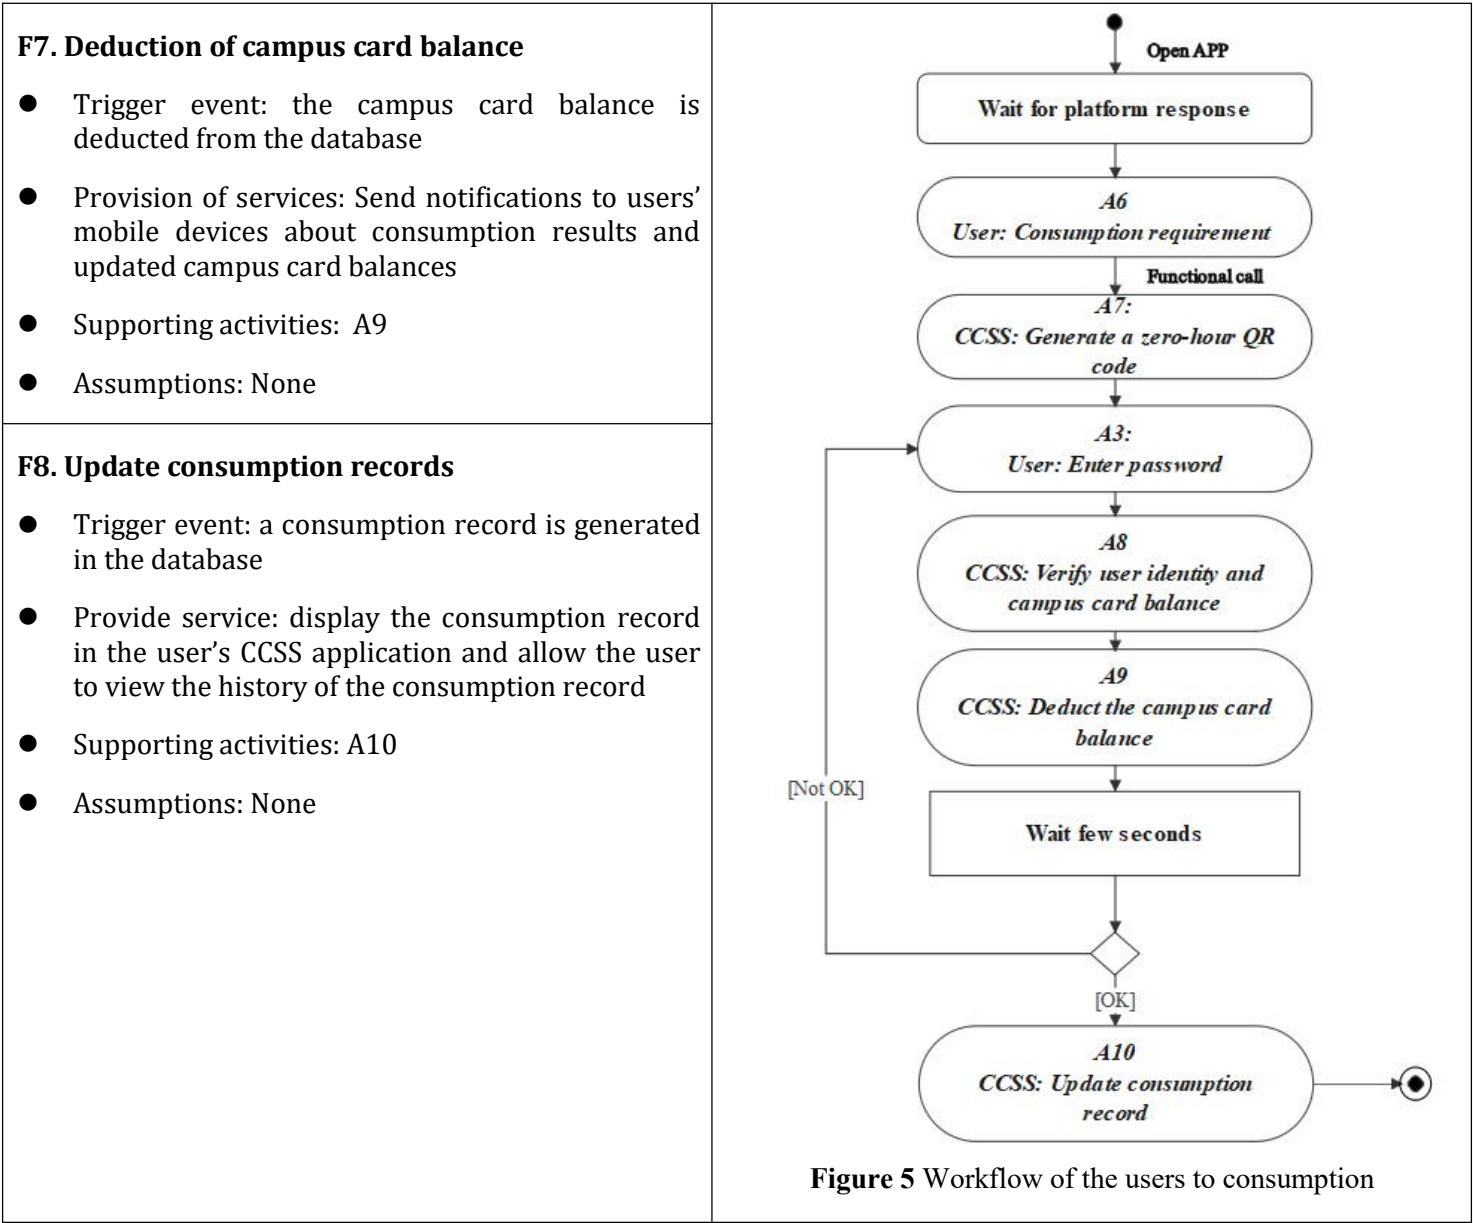 F7. Deduction of campus card balance
● Trigger event: the campus card balance is
deducted from the database
● Provision of services: Send notifications to users’
mobile devices about consumption results and
updated campus card balances
● Supporting activities: A9
● Assumptions: None
F8. Update consumption records
● Trigger event: a consumption record is generated
in the database
● Provide service: display the consumption record
in the user’s CCSS application and allow the user
to view the history of the consumption record
● Supporting activities: A10
● Assumptions: None
Open APP
Wait for platform response
A6
User: Consumption requirement
Functional call
A7:
CCSS: Generate a zero-hour QR
code
A3:
User: Enter password
A8
CCSS: Verify user identity and
campus card balance
A9
CCSS: Deduct the campus card
balance
[Not OK]
Wait few seconds
[OK]
A10
CCSS: Update consumption
record
Figure 5 Workflow of the users to consumption